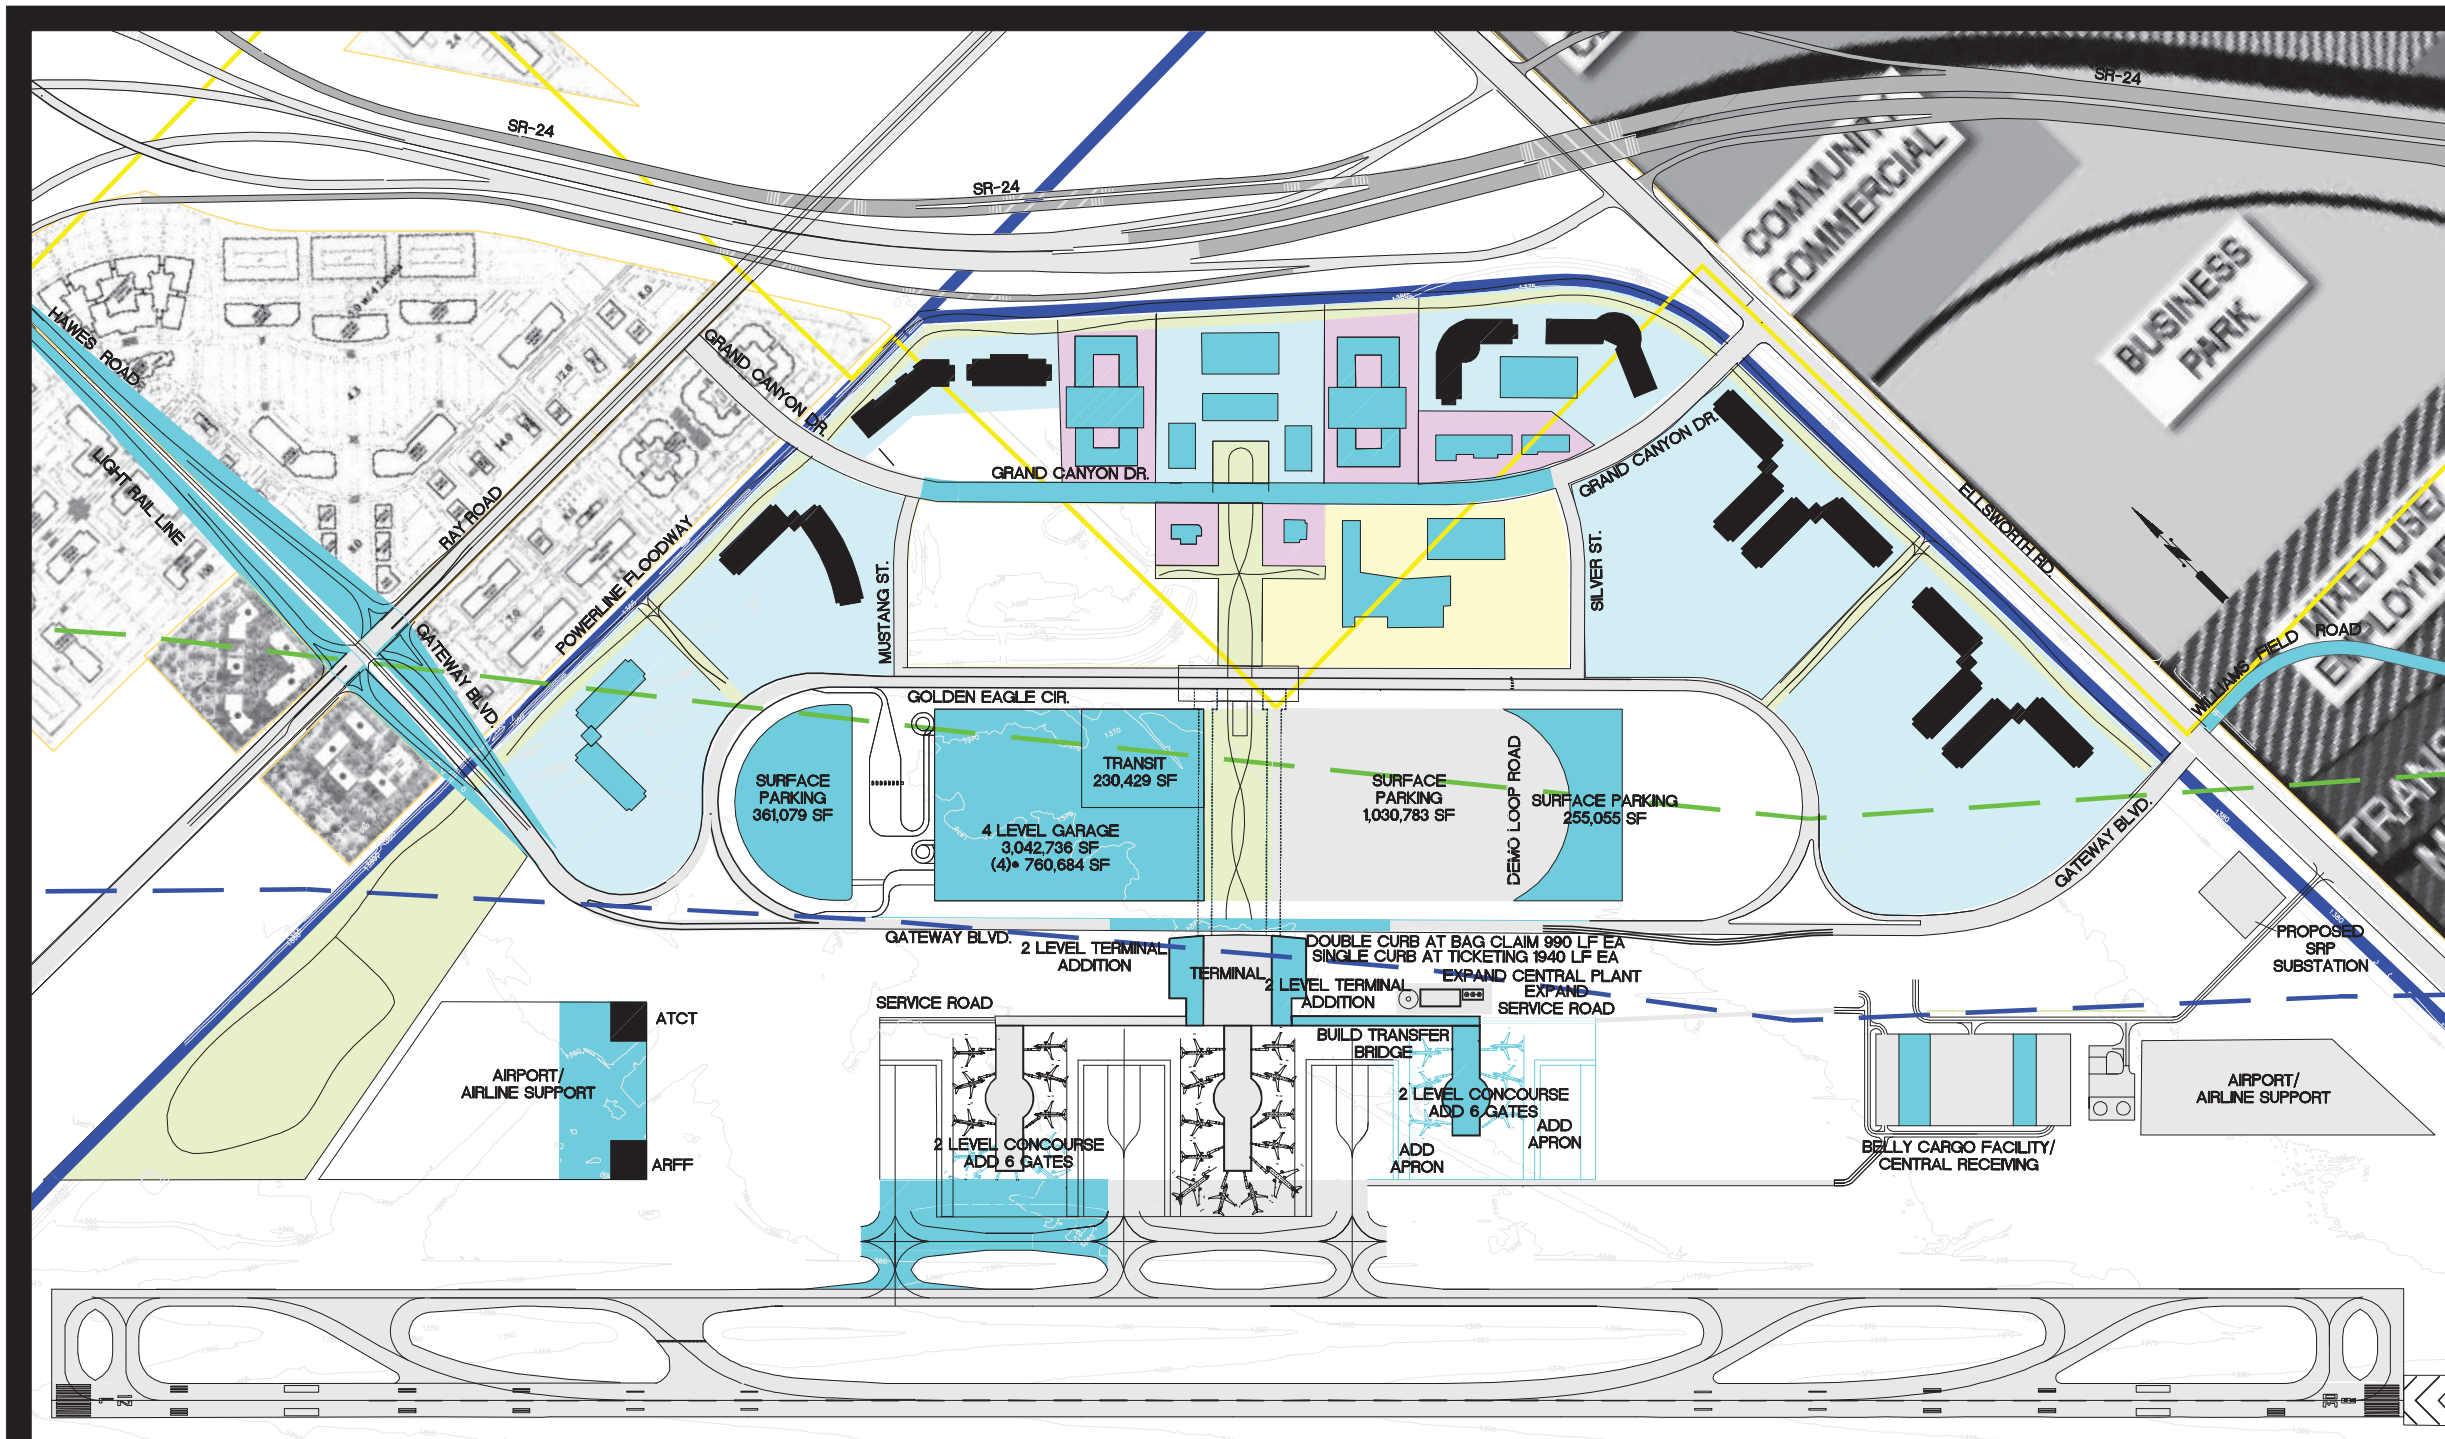 SR-24
SR-24
SR-24
COMMUNITY
COMMERCIAL
BUSINESS
PARK
HAWES ROAD
LIGHT RAIL LINE
RAY ROAD
GATEWAY BLVD.
POWERLINE FLOODWAY
GRAND CANYON DR.
GRAND CANYON DR.
GRAND CANYON DR.
MUSTANG ST.
SILVER ST.
ELLSWORTH RD.
MIXED USE/
EMPLOYM
WILLIAMS FIELD ROAD
GOLDEN EAGLE CIR.
SURFACE
PARKING
361,079 SF
TRANSIT
230,429 SF
4 LEVEL GARAGE
3,042,736 SF
(4)@ 760,684 SF
SURFACE
PARKING
1,030,783 SF
DEMO LOOP ROAD
SURFACE PARKING
255,055 SF
GATEWAY BLVD.
GATEWAY BLVD.
2 LEVEL TERMINAL
ADDITION
TERMINAL
DOUBLE CURB AT BAG CLAIM 990 LF EA
SINGLE CURB AT TICKETING 1940 LF EA
2 LEVEL TERMINAL
ADDITION
EXPAND CENTRAL PLANT
EXPAND
SERVICE ROAD
PROPOSED
SRP
SUBSTATION
SERVICE ROAD
ATCT
BUILD TRANSFER
BRIDGE
AIRPORT/
AIRLINE SUPPORT
ARFF
2 LEVEL CONCOURSE
ADD 6 GATES
2 LEVEL CONCOURSE
ADD 6 GATES
ADD
APRON
ADD
APRON
BELLY CARGO FACILITY/
CENTRAL RECEIVING
AIRPORT/
AIRLINE SUPPORT